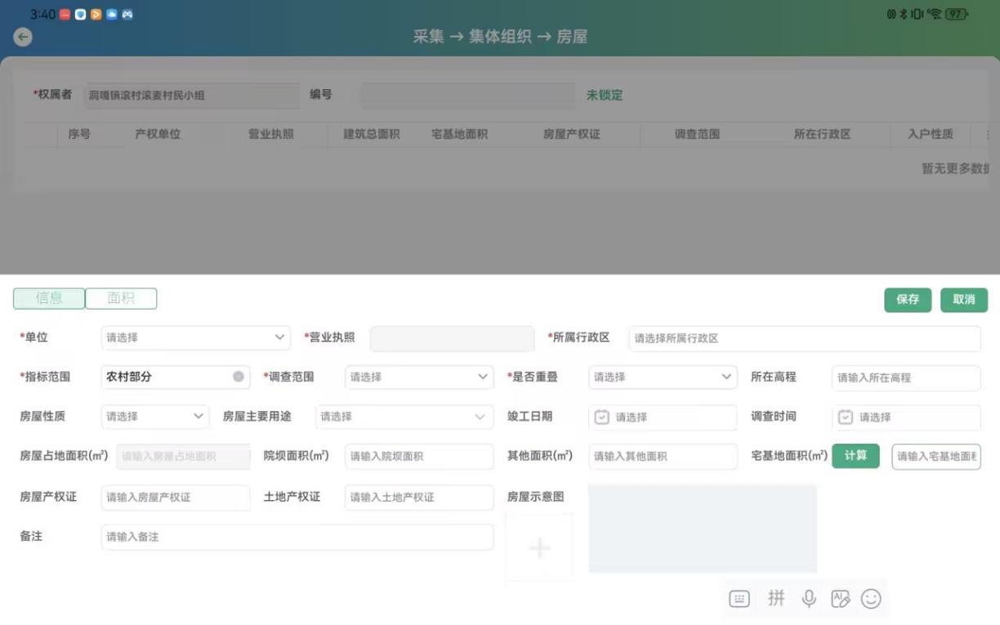 3:40 97
采集 → 集体组织 → 房屋
*权属者 洞嘎镇滚村滚麦村民小组 编号 未锁定
序号 产权单位 营业执照 建筑总面积 宅基地面积 房屋产权证 调查范围 所在行政区 入户性质
暂无更多数据
信息 面积 保存 取消
*单位 请选择 *营业执照 *所属行政区 请选择所属行政区
*指标范围 农村部分 *调查范围 请选择 *是否重叠 请选择 所在高程 请输入所在高程
房屋性质 请选择 房屋主要用途 请选择 竣工日期 请选择 调查时间 请选择
房屋占地面积(㎡) 请输入房屋占地面积 院坝面积(㎡) 请输入院坝面积 其他面积(㎡) 请输入其他面积 宅基地面积(㎡) 计算 请输入宅基地面积
房屋产权证 请输入房屋产权证 土地产权证 请输入土地产权证 房屋示意图
备注 请输入备注
拼 AI